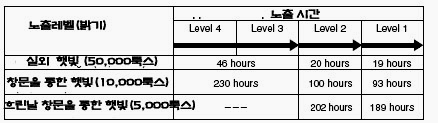 노출 시간
노출레벨 (밝기)
Level 4 Level 3 Level 2 Level 1
실외 햇빛 (50,000룩스) 46 hours 20 hours 19 hours
창문을 통한 햇빛 (10,000룩스) 230 hours 100 hours 93 hours
흐린날 창문을 통한 빛 (5,000룩스) --- 202 hours 189 hours